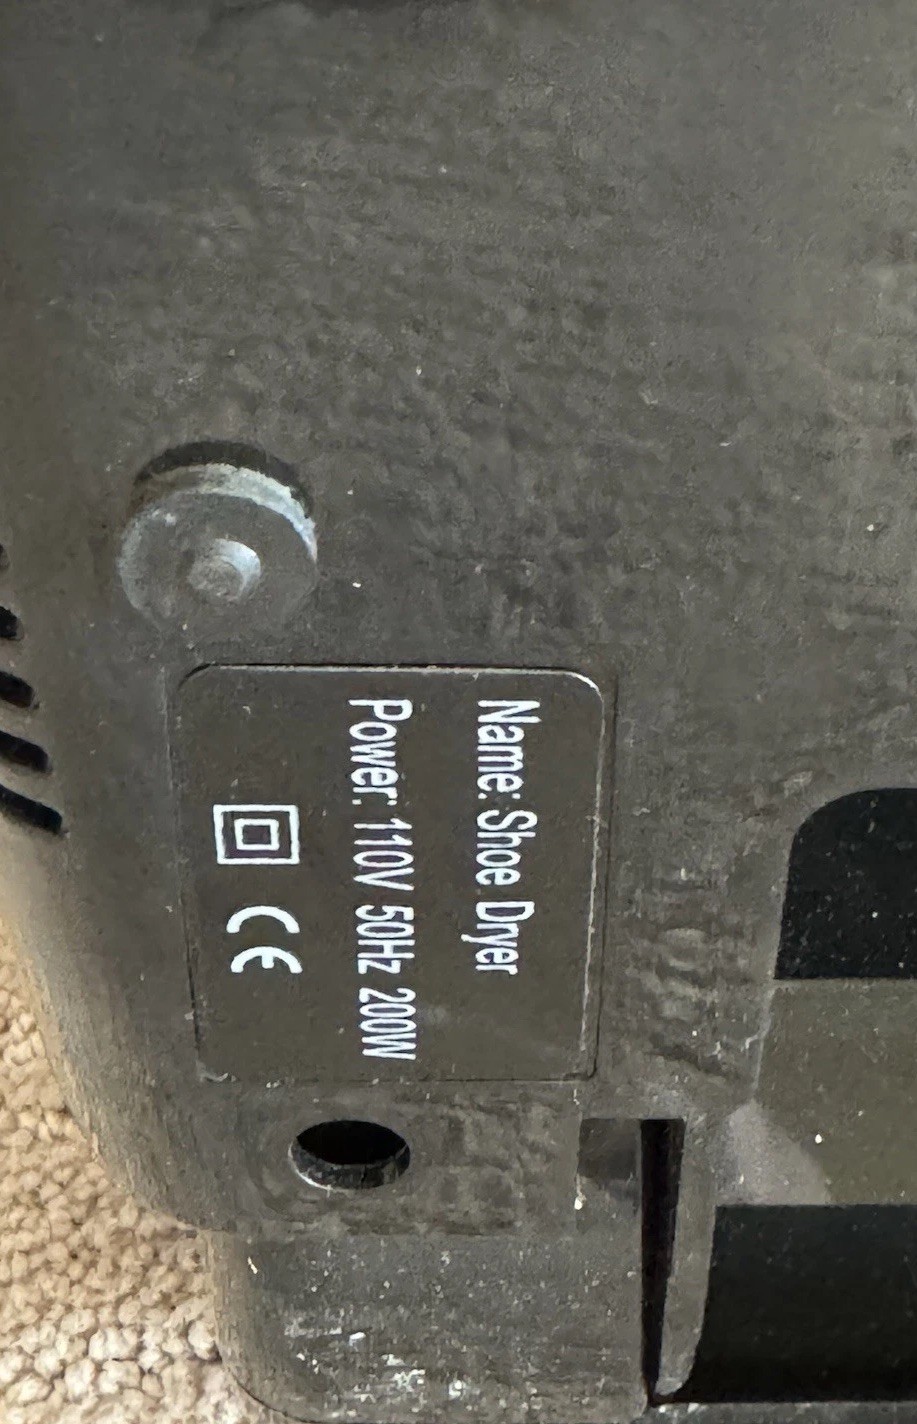 Name: Shoe Dryer
Power: 110V 50Hz 200W
CE